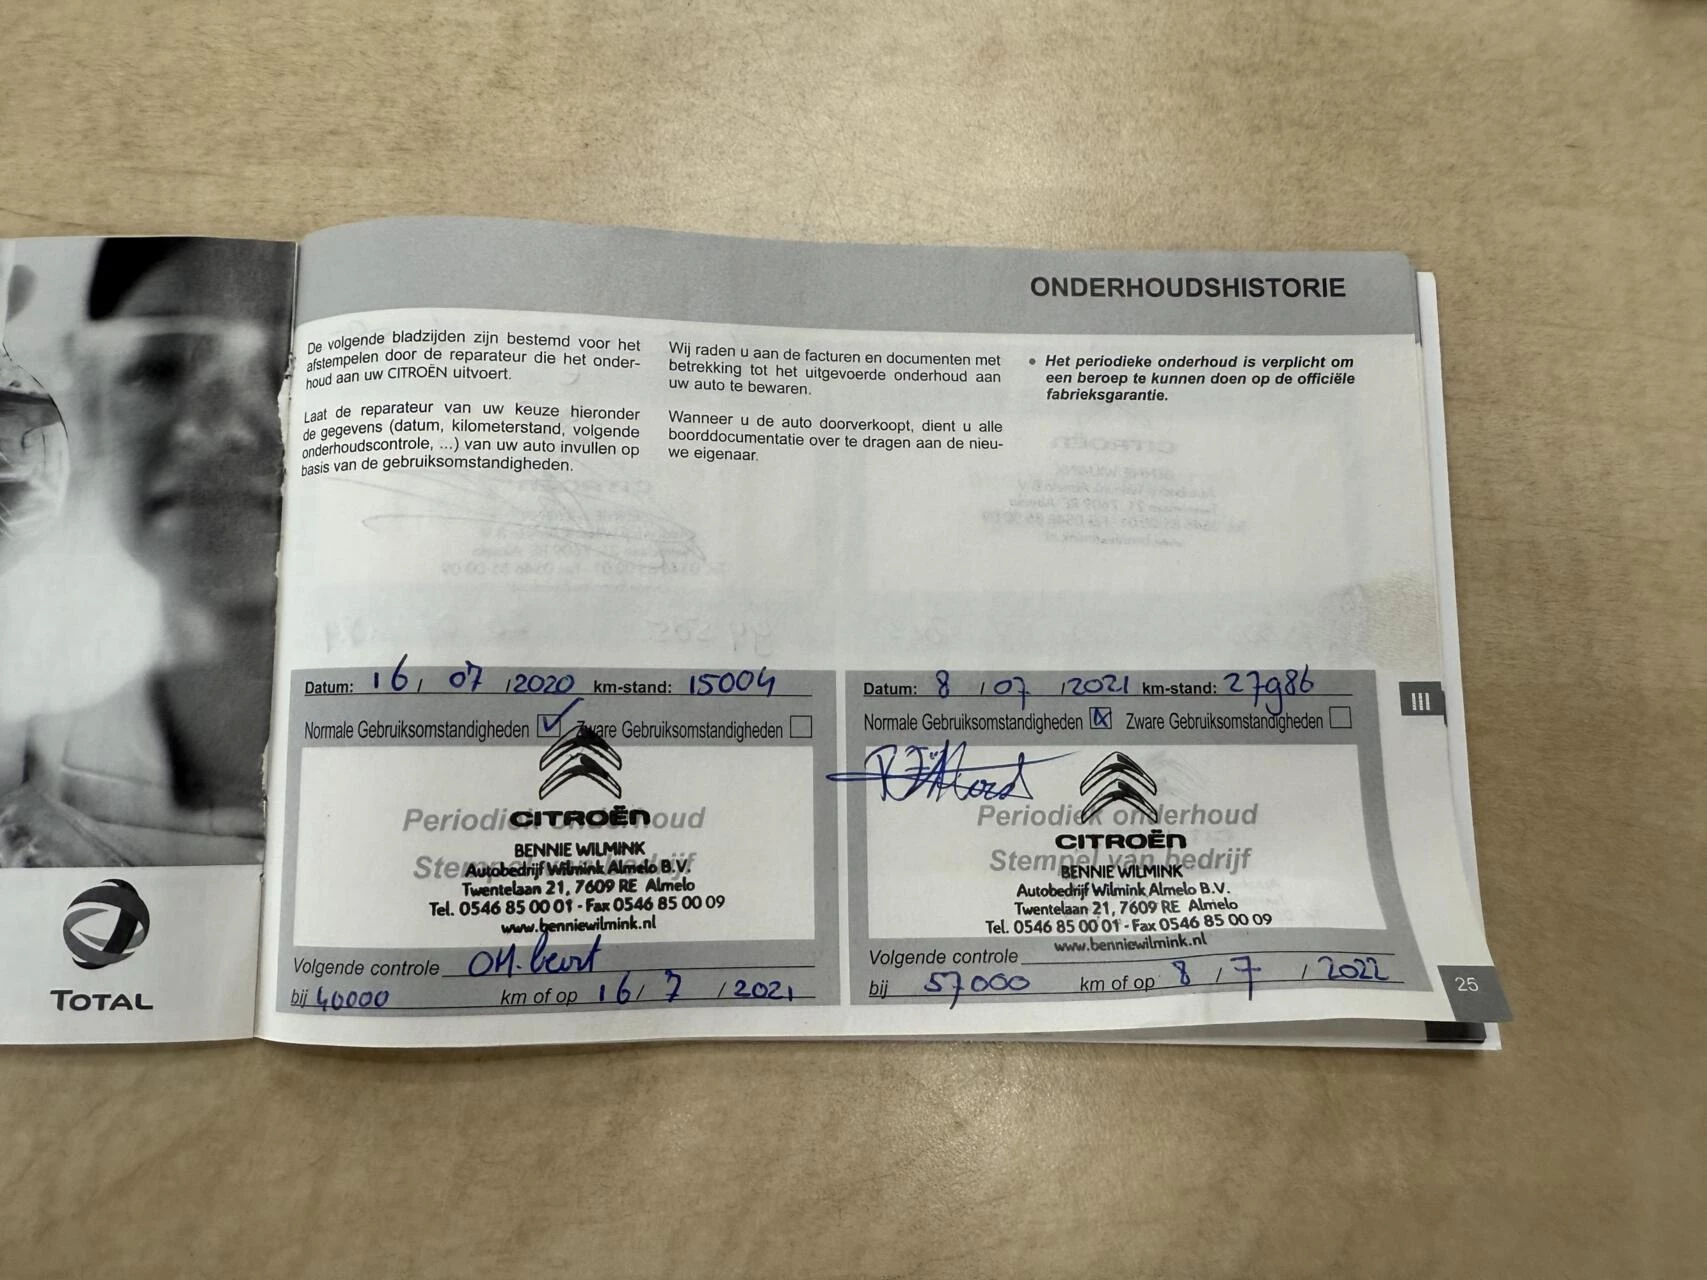 ONDERHOUDSHISTORIE
De volgende bladzijden zijn bestemd voor het
afstempelen door de reparateur die het onder-
houd aan uw CITROËN uitvoert.
Laat de reparateur van uw keuze hieronder
de gegevens (datum, kilometerstand, volgende
onderhoudscontrole, ...) van uw auto invullen op
basis van de gebruiksomstandigheden.
Wij raden u aan de facturen en documenten met
betrekking tot het uitgevoerde onderhoud aan
uw auto te bewaren.
Wanneer u de auto doorverkoopt, dient u alle
boorddocumentatie over te dragen aan de nieu-
we eigenaar.
• Het periodieke onderhoud is verplicht om
een beroep te kunnen doen op de officiële
fabrieksgarantie.
Datum: 16 / 07 / 2020 km-stand: 15004
Normale Gebruiksomstandigheden Zware Gebruiksomstandigheden
Periodiek onderhoud
CITROËN
BENNIE WILMINK
Stempel van bedrijf
Autobedrijf Wilmink Almelo B.V.
Twentelaan 21, 7609 RE Almelo
Tel. 0546 85 00 01 - Fax 0546 85 00 09
www.benniewilmink.nl
Volgende controle OH. beurt
bij 40000 km of op 16 / 7 / 2021
Datum: 8 / 07 / 2021 km-stand: 27986
Normale Gebruiksomstandigheden Zware Gebruiksomstandigheden
Periodiek onderhoud
CITROËN
Stempel van bedrijf
BENNIE WILMINK
Autobedrijf Wilmink Almelo B.V.
Twentelaan 21, 7609 RE Almelo
Tel. 0546 85 00 01 - Fax 0546 85 00 09
www.benniewilmink.nl
Volgende controle
bij 57000 km of op 8 / 7 / 2022
III
25
TOTAL